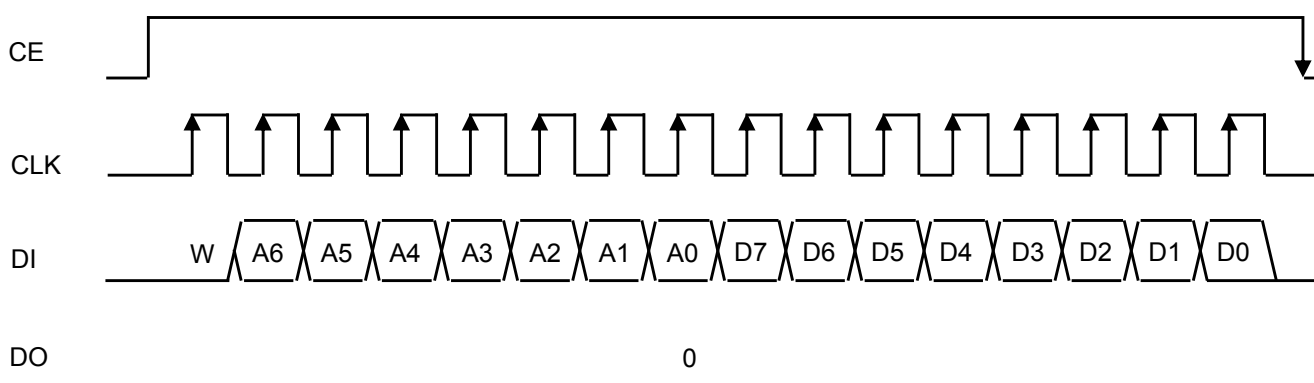 CE
CLK
DI W A6 A5 A4 A3 A2 A1 A0 D7 D6 D5 D4 D3 D2 D1 D0
DO 0